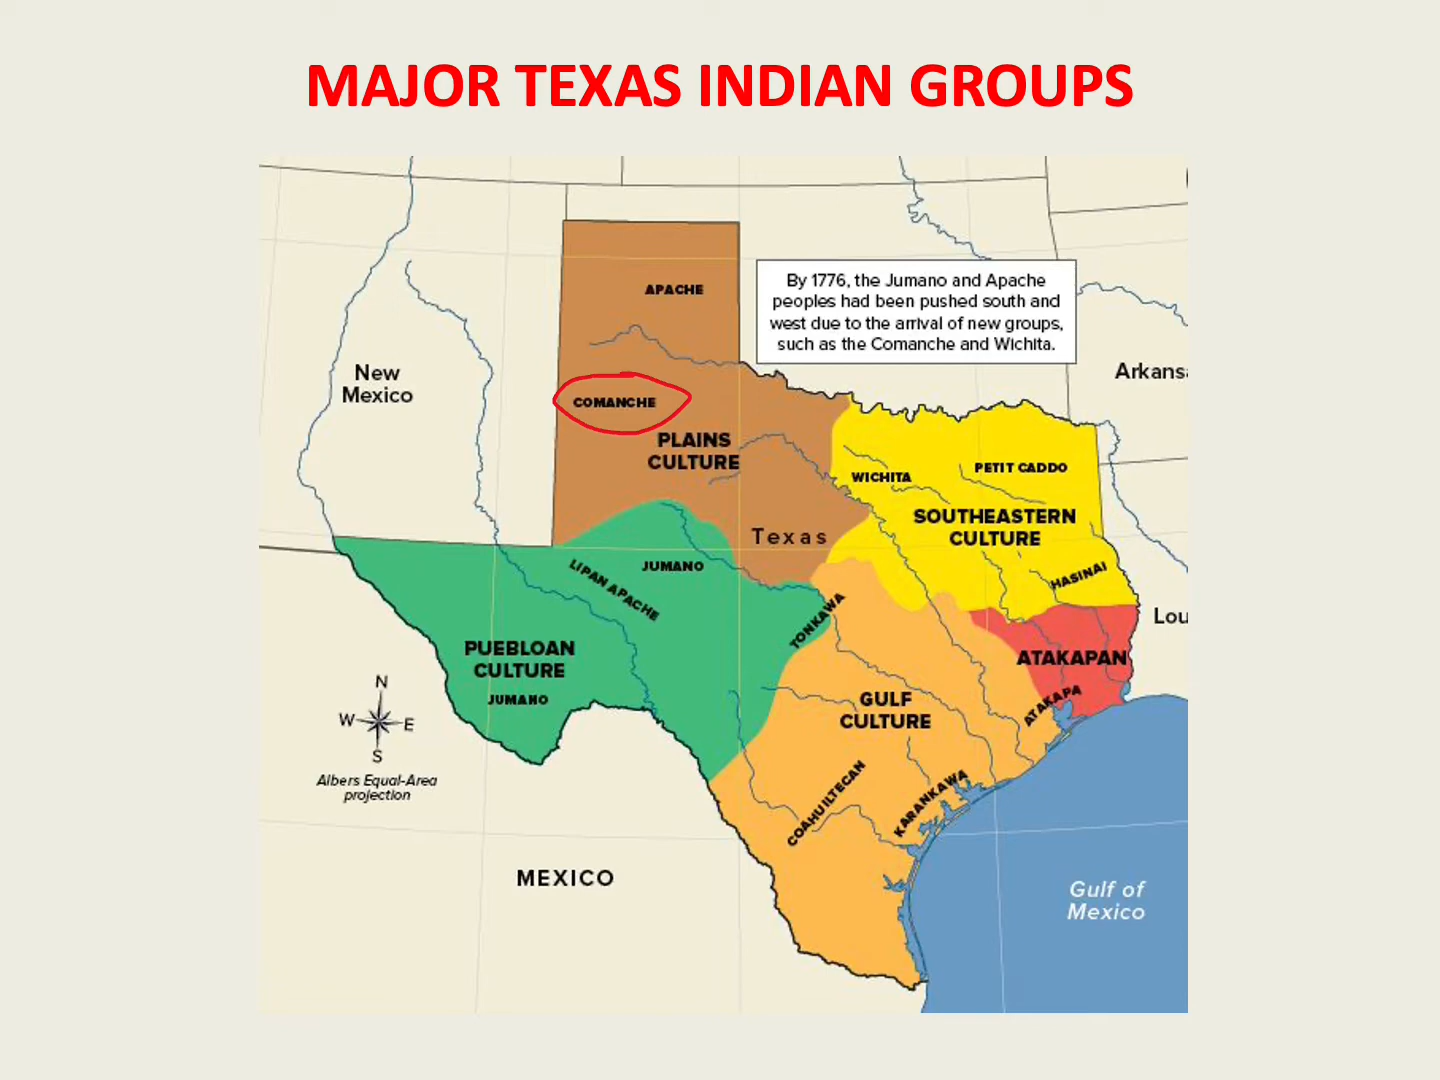 MAJOR TEXAS INDIAN GROUPS
APACHE
By 1776, the Jumano and Apache
peoples had been pushed south and
west due to the arrival of new groups,
such as the Comanche and Wichita.
New
Mexico
Arkansa
COMANCHE
PLAINS
CULTURE
WICHITA
PETIT CADDO
SOUTHEASTERN
CULTURE
Texas
LIPAN APACHE
JUMANO
HASINAI
TONKAWA
Lou
PUEBLOAN
CULTURE
JUMANO
ATAKAPAN
ATAKAPA
GULF
CULTURE
N
W
E
S
Albers Equal-Area
projection
COAHUILTECAN
KARANKAWA
MEXICO
Gulf of
Mexico